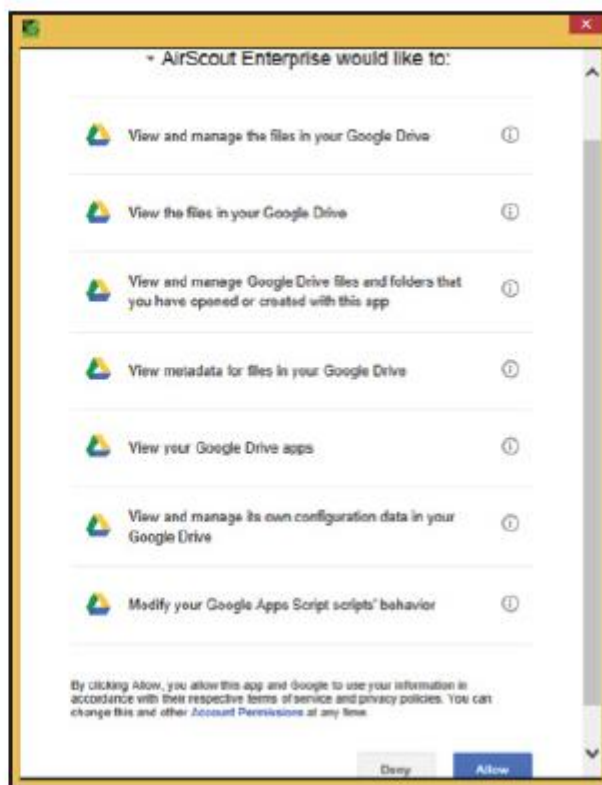 AirScout Enterprise would like to:
View and manage the files in your Google Drive
View the files in your Google Drive
View and manage Google Drive files and folders that
you have opened or created with this app
View metadata for files in your Google Drive
View your Google Drive apps
View and manage its own configuration data in your
Google Drive
Modify your Google Apps Script scripts' behavior
By clicking Allow, you allow this app and Google to use your information in
accordance with their respective terms of service and privacy policies. You can
change this and other Account Permissions at any time.
Deny
Allow